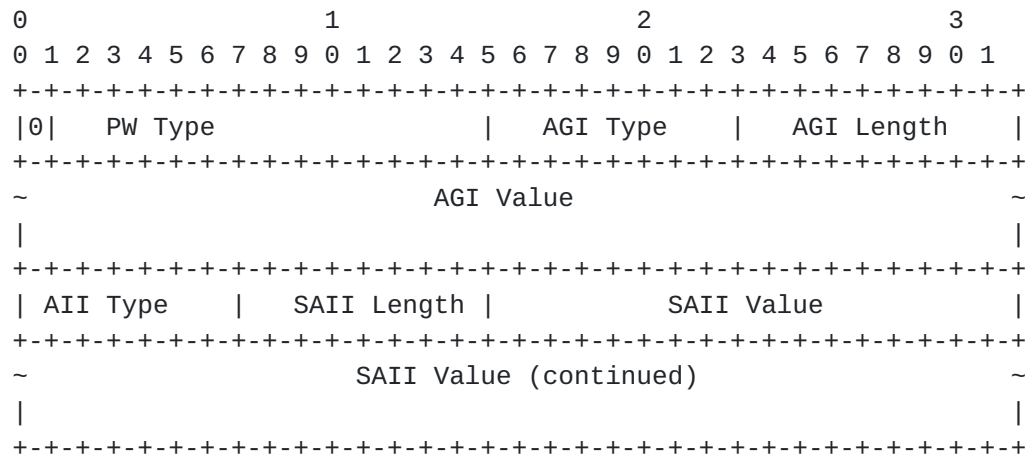 0                   1                   2                   3
0 1 2 3 4 5 6 7 8 9 0 1 2 3 4 5 6 7 8 9 0 1 2 3 4 5 6 7 8 9 0 1
+-+-+-+-+-+-+-+-+-+-+-+-+-+-+-+-+-+-+-+-+-+-+-+-+-+-+-+-+-+-+-+-+
|0|   PW Type                 |   AGI Type    |   AGI Length    |
+-+-+-+-+-+-+-+-+-+-+-+-+-+-+-+-+-+-+-+-+-+-+-+-+-+-+-+-+-+-+-+-+
~                          AGI Value                            ~
|                                                               |
+-+-+-+-+-+-+-+-+-+-+-+-+-+-+-+-+-+-+-+-+-+-+-+-+-+-+-+-+-+-+-+-+
| AII Type    |   SAII Length |           SAII Value            |
+-+-+-+-+-+-+-+-+-+-+-+-+-+-+-+-+-+-+-+-+-+-+-+-+-+-+-+-+-+-+-+-+
~                     SAII Value (continued)                    ~
|                                                               |
+-+-+-+-+-+-+-+-+-+-+-+-+-+-+-+-+-+-+-+-+-+-+-+-+-+-+-+-+-+-+-+-+